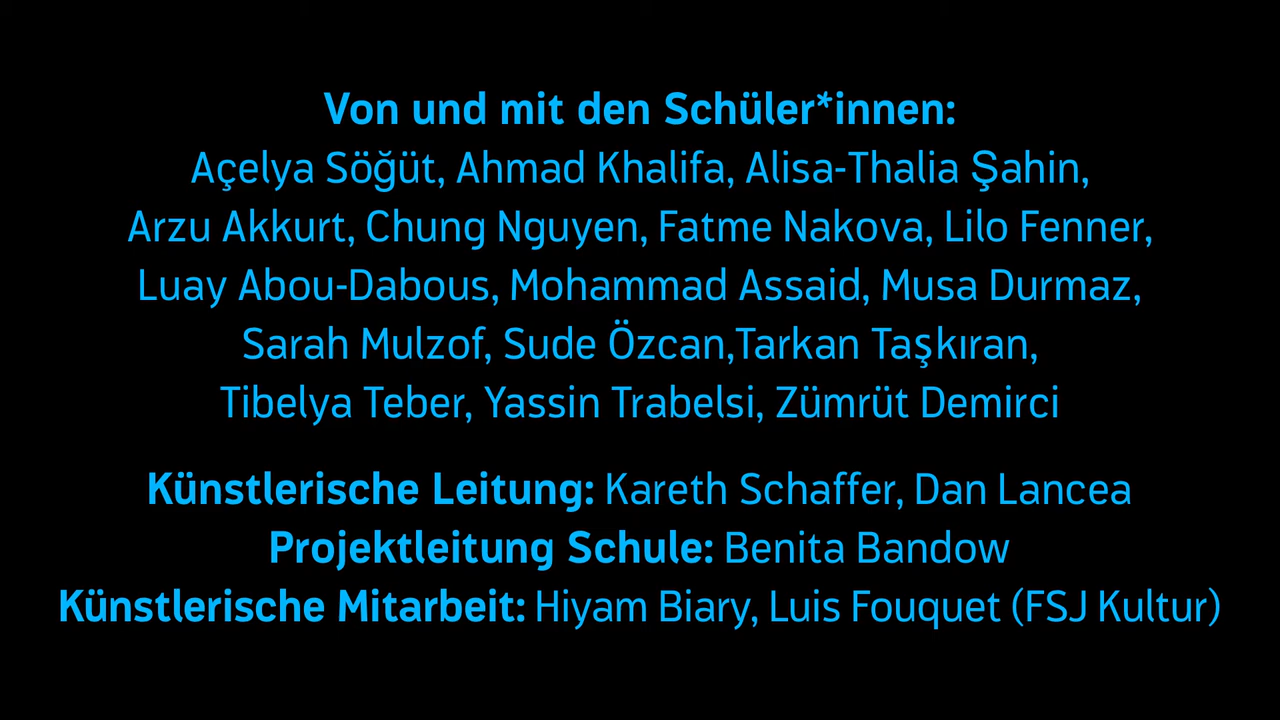 Von und mit den Schüler*innen:
Açelya Söğüt, Ahmad Khalifa, Alisa-Thalia Şahin,
Arzu Akkurt, Chung Nguyen, Fatme Nakova, Lilo Fenner,
Luay Abou-Dabous, Mohammad Assaid, Musa Durmaz,
Sarah Mulzof, Sude Özcan,Tarkan Taşkıran,
Tibelya Teber, Yassin Trabelsi, Zümrüt Demirci
Künstlerische Leitung: Kareth Schaffer, Dan Lancea
Projektleitung Schule: Benita Bandow
Künstlerische Mitarbeit: Hiyam Biary, Luis Fouquet (FSJ Kultur)